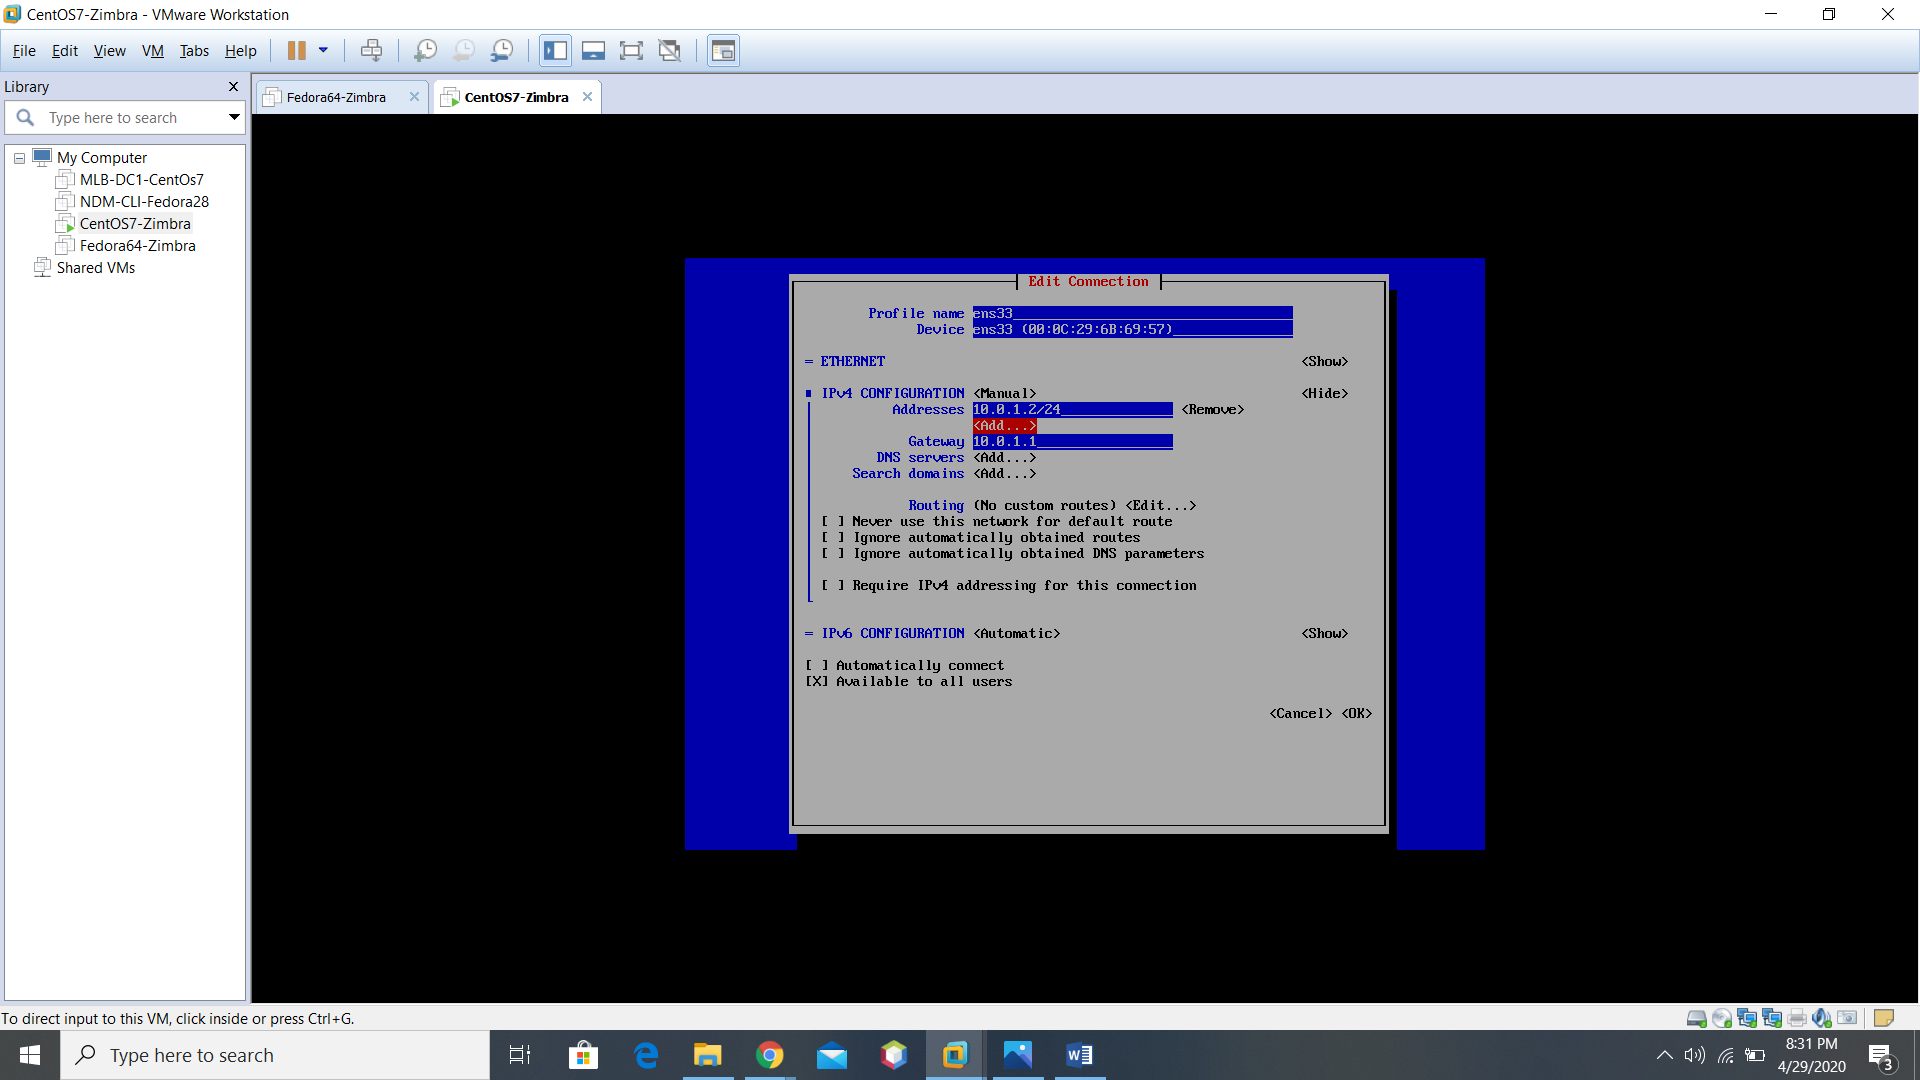 CentOS7-Zimbra - VMware Workstation
File Edit View VM Tabs Help
Library X
Type here to search
My Computer
MLB-DC1-CentOs7
NDM-CLI-Fedora28
CentOS7-Zimbra
Fedora64-Zimbra
Shared VMs
Fedora64-Zimbra
CentOS7-Zimbra
Edit Connection
Profile name ens33
Device ens33 (00:0C:29:6B:69:57)
= ETHERNET <Show>
IPv4 CONFIGURATION <Manual> <Hide>
Addresses 10.0.1.2/24 <Remove>
<Add...>
Gateway 10.0.1.1
DNS servers <Add...>
Search domains <Add...>
Routing (No custom routes) <Edit...>
[ ] Never use this network for default route
[ ] Ignore automatically obtained routes
[ ] Ignore automatically obtained DNS parameters
[ ] Require IPv4 addressing for this connection
= IPv6 CONFIGURATION <Automatic> <Show>
[ ] Automatically connect
[X] Available to all users
<Cancel> <OK>
To direct input to this VM, click inside or press Ctrl+G.
Type here to search
8:31 PM
4/29/2020
3